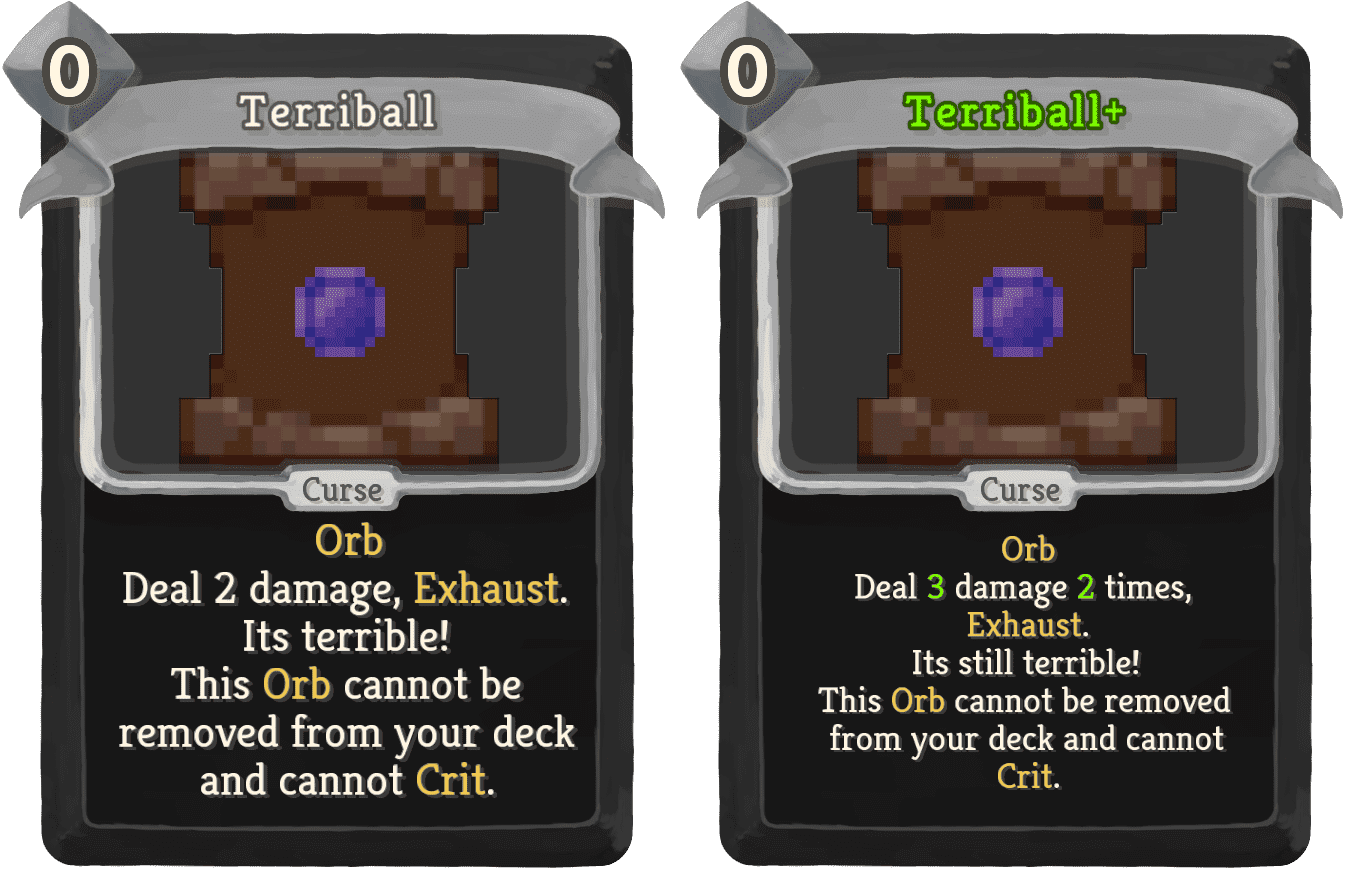 0
Terriball
Curse
Orb
Deal 2 damage, Exhaust.
Its terrible!
This Orb cannot be
removed from your deck
and cannot Crit.
0
Terriball+
Curse
Orb
Deal 3 damage 2 times,
Exhaust.
Its still terrible!
This Orb cannot be removed
from your deck and cannot
Crit.